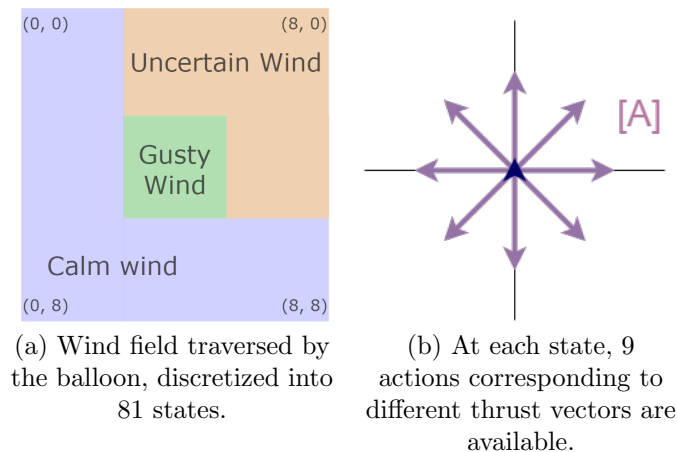 (0, 0)
(8, 0)
Uncertain Wind
Gusty
Wind
Calm wind
(0, 8)
(8, 8)
(a) Wind field traversed by
the balloon, discretized into
81 states.
[A]
(b) At each state, 9
actions corresponding to
different thrust vectors are
available.